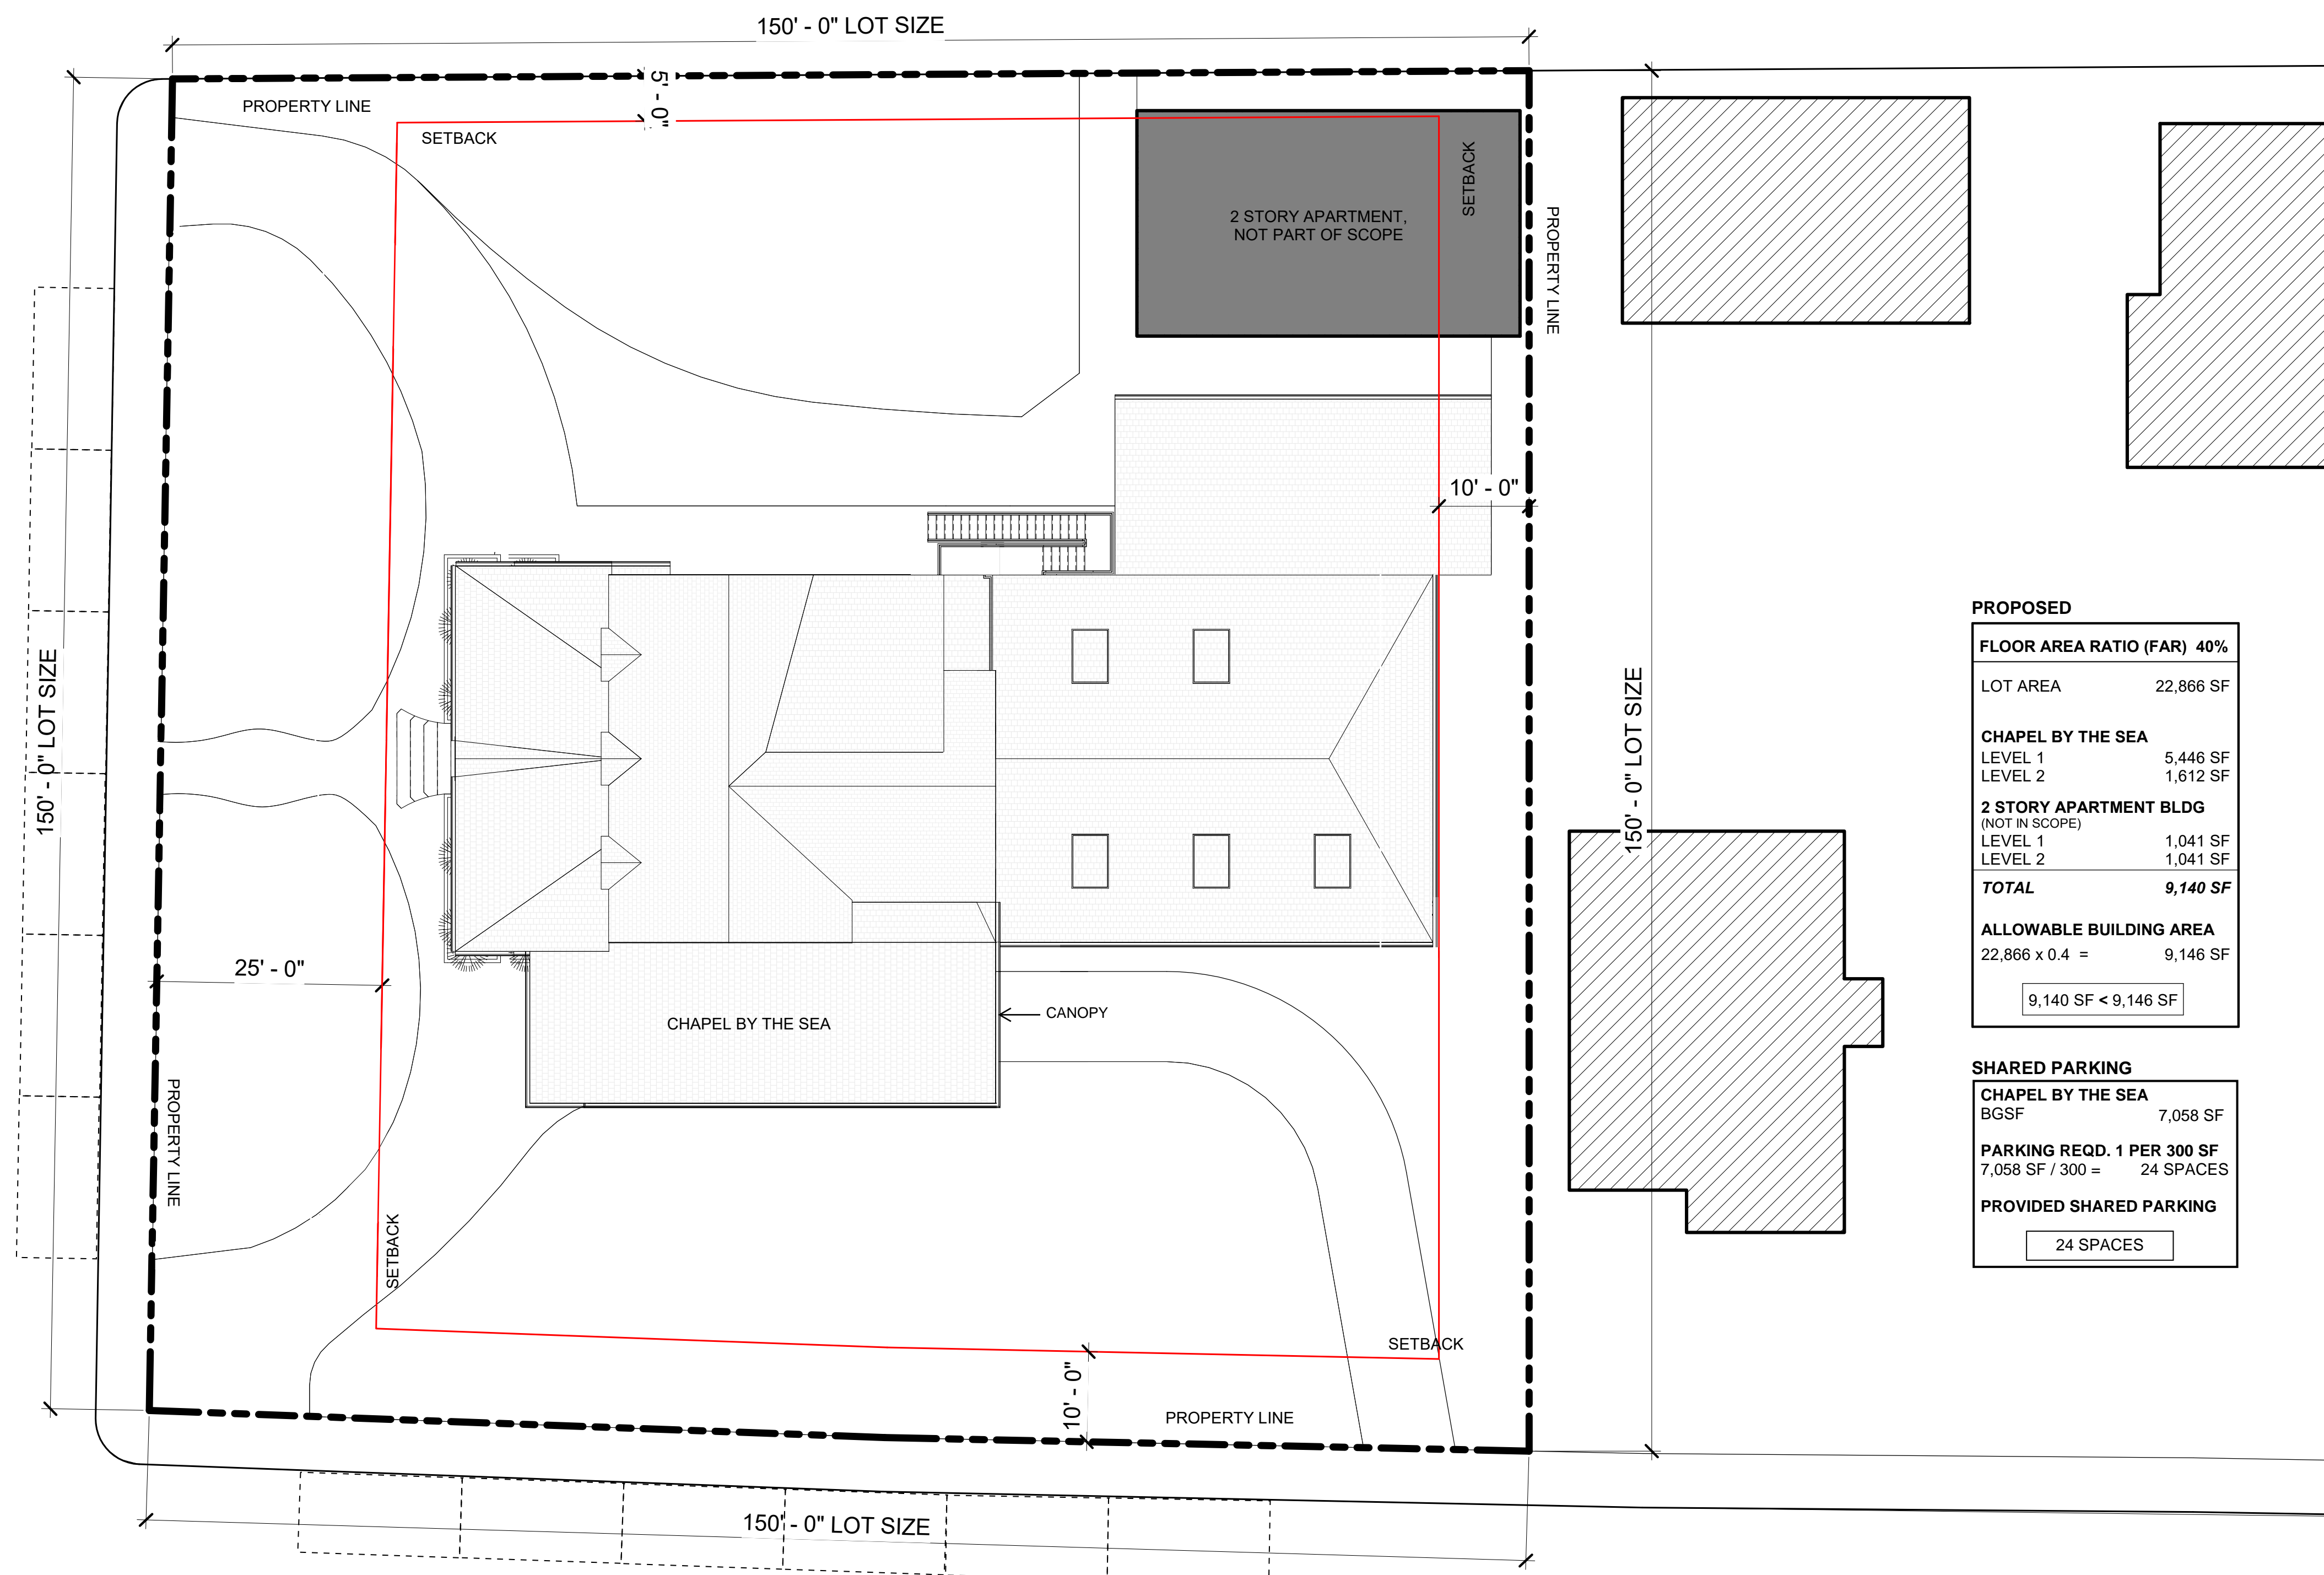 150' - 0" LOT SIZE
5' - 0"
PROPERTY LINE
SETBACK
2 STORY APARTMENT,
NOT PART OF SCOPE
SETBACK
PROPERTY LINE
10' - 0"
150' - 0" LOT SIZE
150' - 0" LOT SIZE
25' - 0"
CHAPEL BY THE SEA
CANOPY
PROPERTY LINE
SETBACK
SETBACK
10' - 0"
PROPERTY LINE
150' - 0" LOT SIZE
PROPOSED
FLOOR AREA RATIO (FAR) 40%
LOT AREA 22,866 SF
CHAPEL BY THE SEA
LEVEL 1 5,446 SF
LEVEL 2 1,612 SF
2 STORY APARTMENT BLDG
(NOT IN SCOPE)
LEVEL 1 1,041 SF
LEVEL 2 1,041 SF
TOTAL 9,140 SF
ALLOWABLE BUILDING AREA
22,866 x 0.4 = 9,146 SF
9,140 SF < 9,146 SF
SHARED PARKING
CHAPEL BY THE SEA
BGSF 7,058 SF
PARKING REQD. 1 PER 300 SF
7,058 SF / 300 = 24 SPACES
PROVIDED SHARED PARKING
24 SPACES